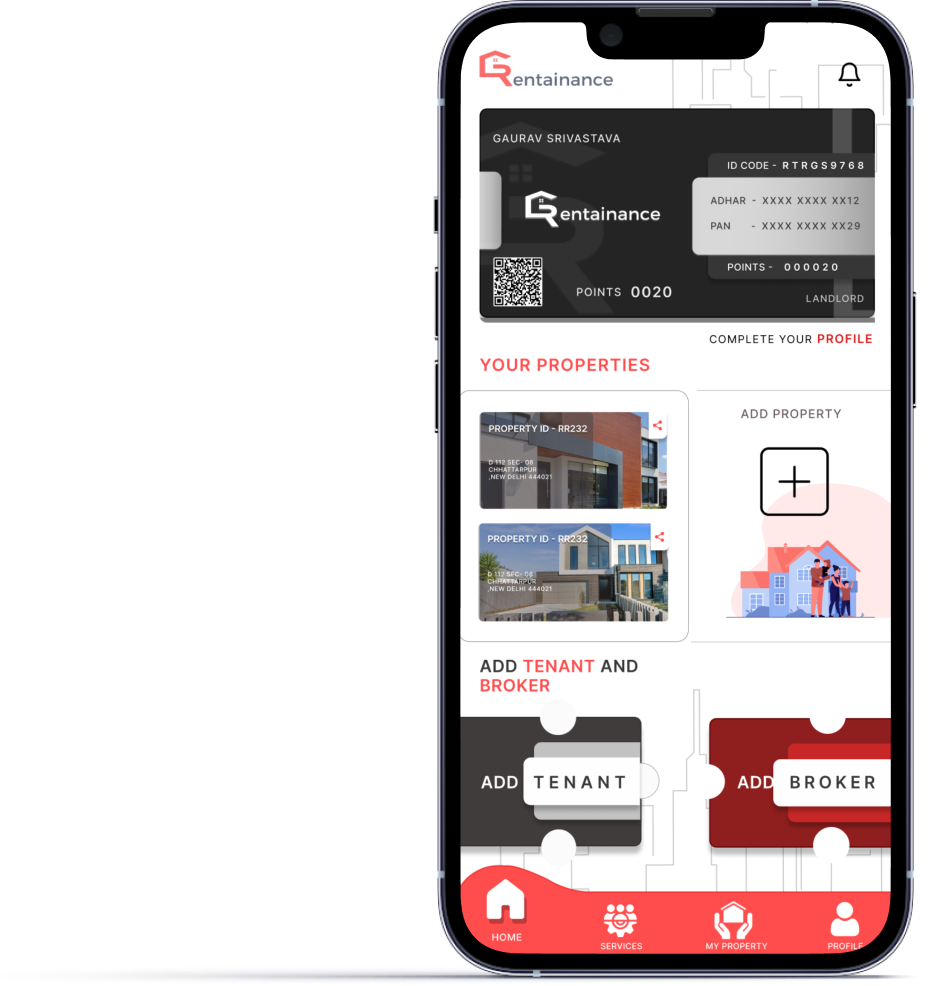 Rentainance
GAURAV SRIVASTAVA
ID CODE - RTRGS9768
ADHAR - XXXX XXXX XX12
PAN - XXXX XXXX XX29
Rentainance
POINTS - 000020
POINTS 0020
LANDLORD
COMPLETE YOUR PROFILE
YOUR PROPERTIES
ADD PROPERTY
PROPERTY ID - RR232
D 112 SEC- 08
CHHATTARPUR
,NEW DELHI 444021
PROPERTY ID - RR232
D 112 SEC- 08
CHHATTARPUR
,NEW DELHI 444021
ADD TENANT AND
BROKER
ADD TENANT
ADD BROKER
HOME
SERVICES
MY PROPERTY
PROFILE